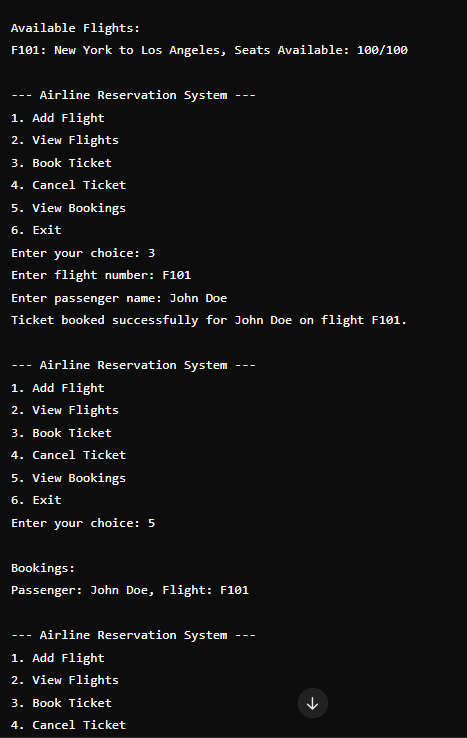 Available Flights:
F101: New York to Los Angeles, Seats Available: 100/100
--- Airline Reservation System ---
1. Add Flight
2. View Flights
3. Book Ticket
4. Cancel Ticket
5. View Bookings
6. Exit
Enter your choice: 3
Enter flight number: F101
Enter passenger name: John Doe
Ticket booked successfully for John Doe on flight F101.
--- Airline Reservation System ---
1. Add Flight
2. View Flights
3. Book Ticket
4. Cancel Ticket
5. View Bookings
6. Exit
Enter your choice: 5
Bookings:
Passenger: John Doe, Flight: F101
--- Airline Reservation System ---
1. Add Flight
2. View Flights
3. Book Ticket
4. Cancel Ticket